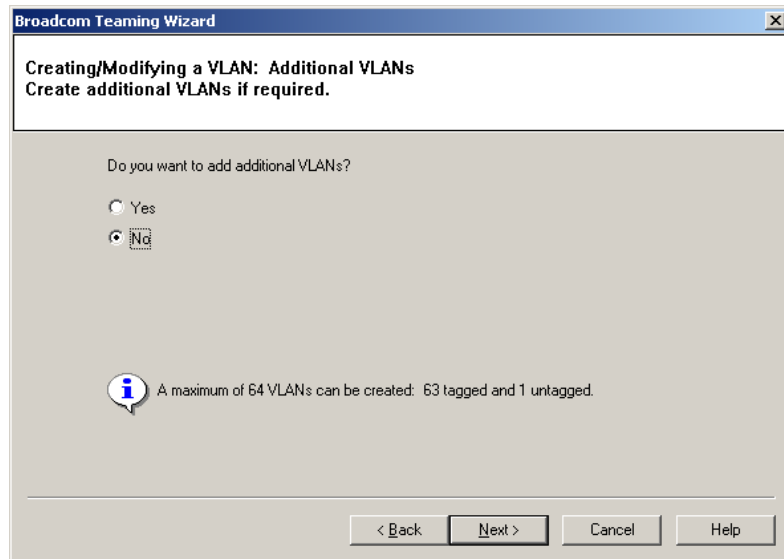 Broadcom Teaming Wizard
Creating/Modifying a VLAN: Additional VLANs
Create additional VLANs if required.
Do you want to add additional VLANs?
Yes
No
A maximum of 64 VLANs can be created: 63 tagged and 1 untagged.
< Back Next > Cancel Help